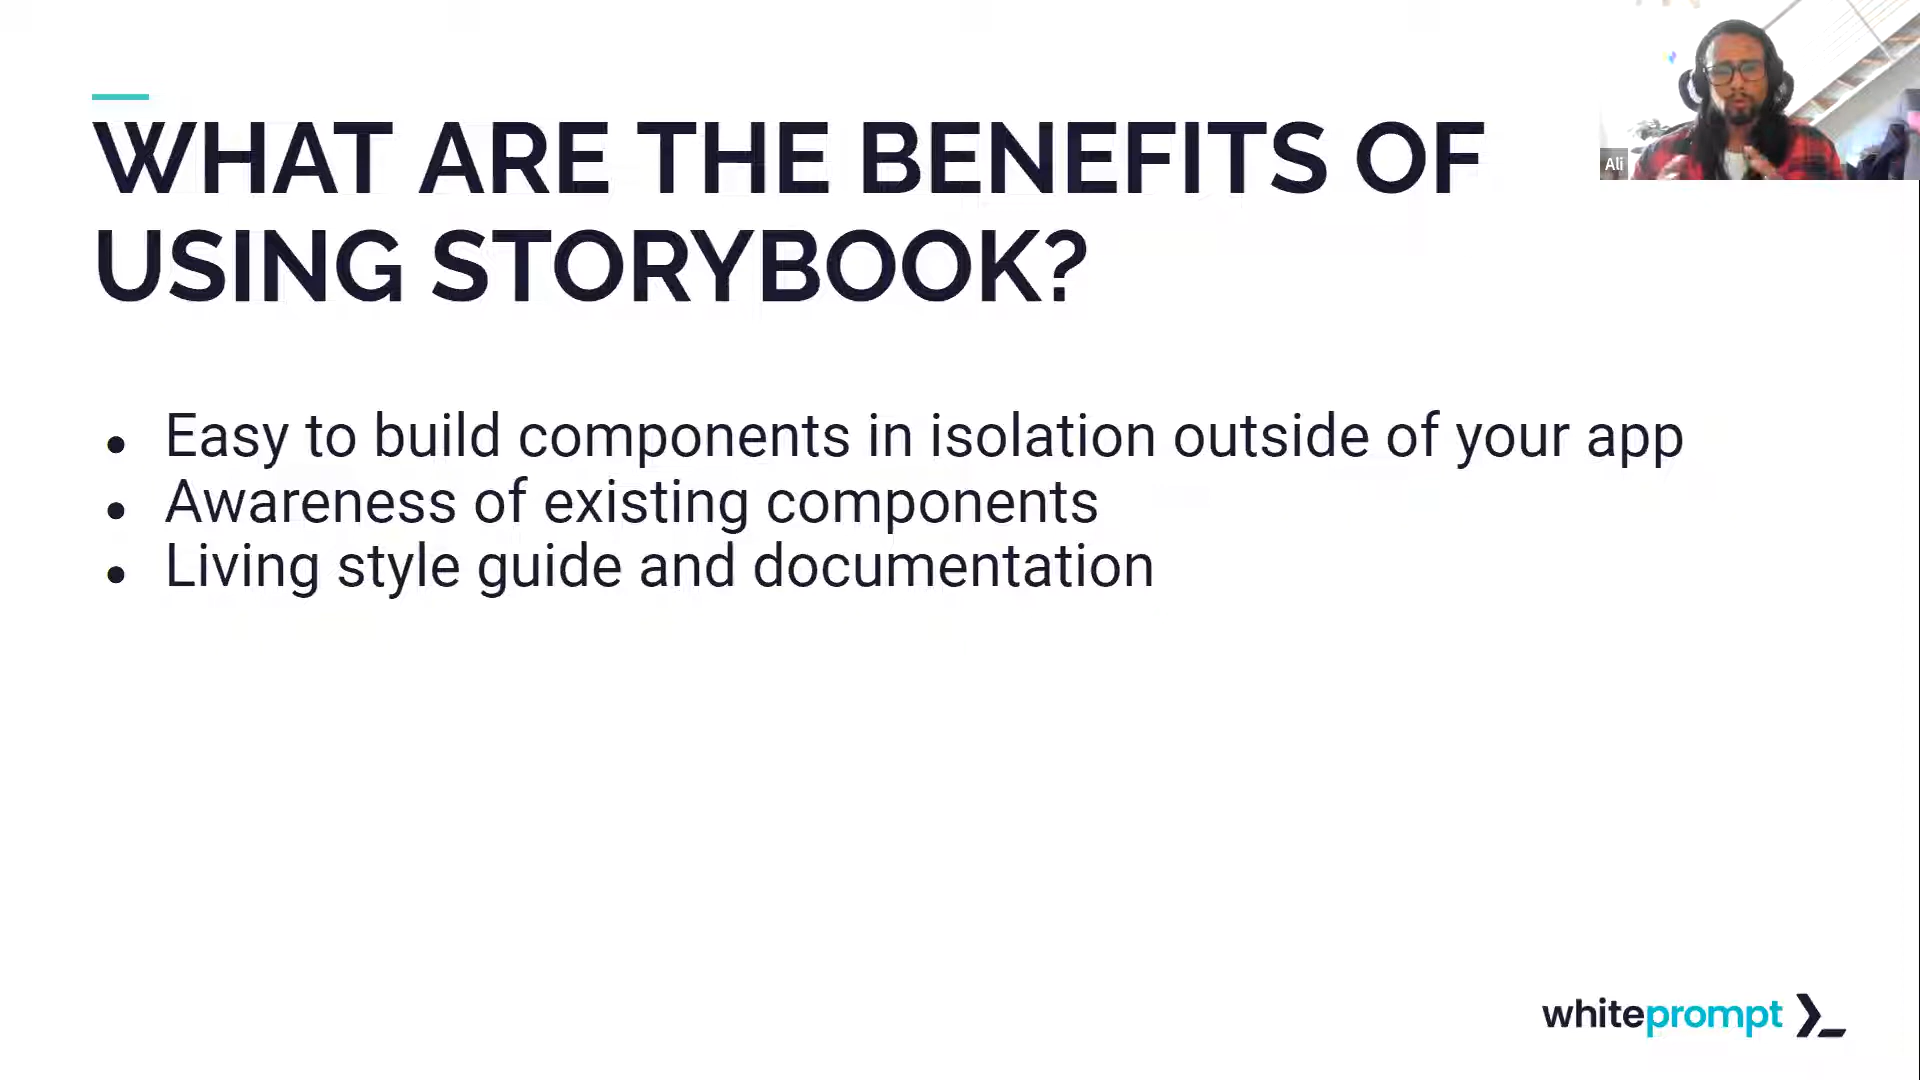 WHAT ARE THE BENEFITS OF
USING STORYBOOK?
Ali
• Easy to build components in isolation outside of your app
• Awareness of existing components
• Living style guide and documentation
whiteprompt